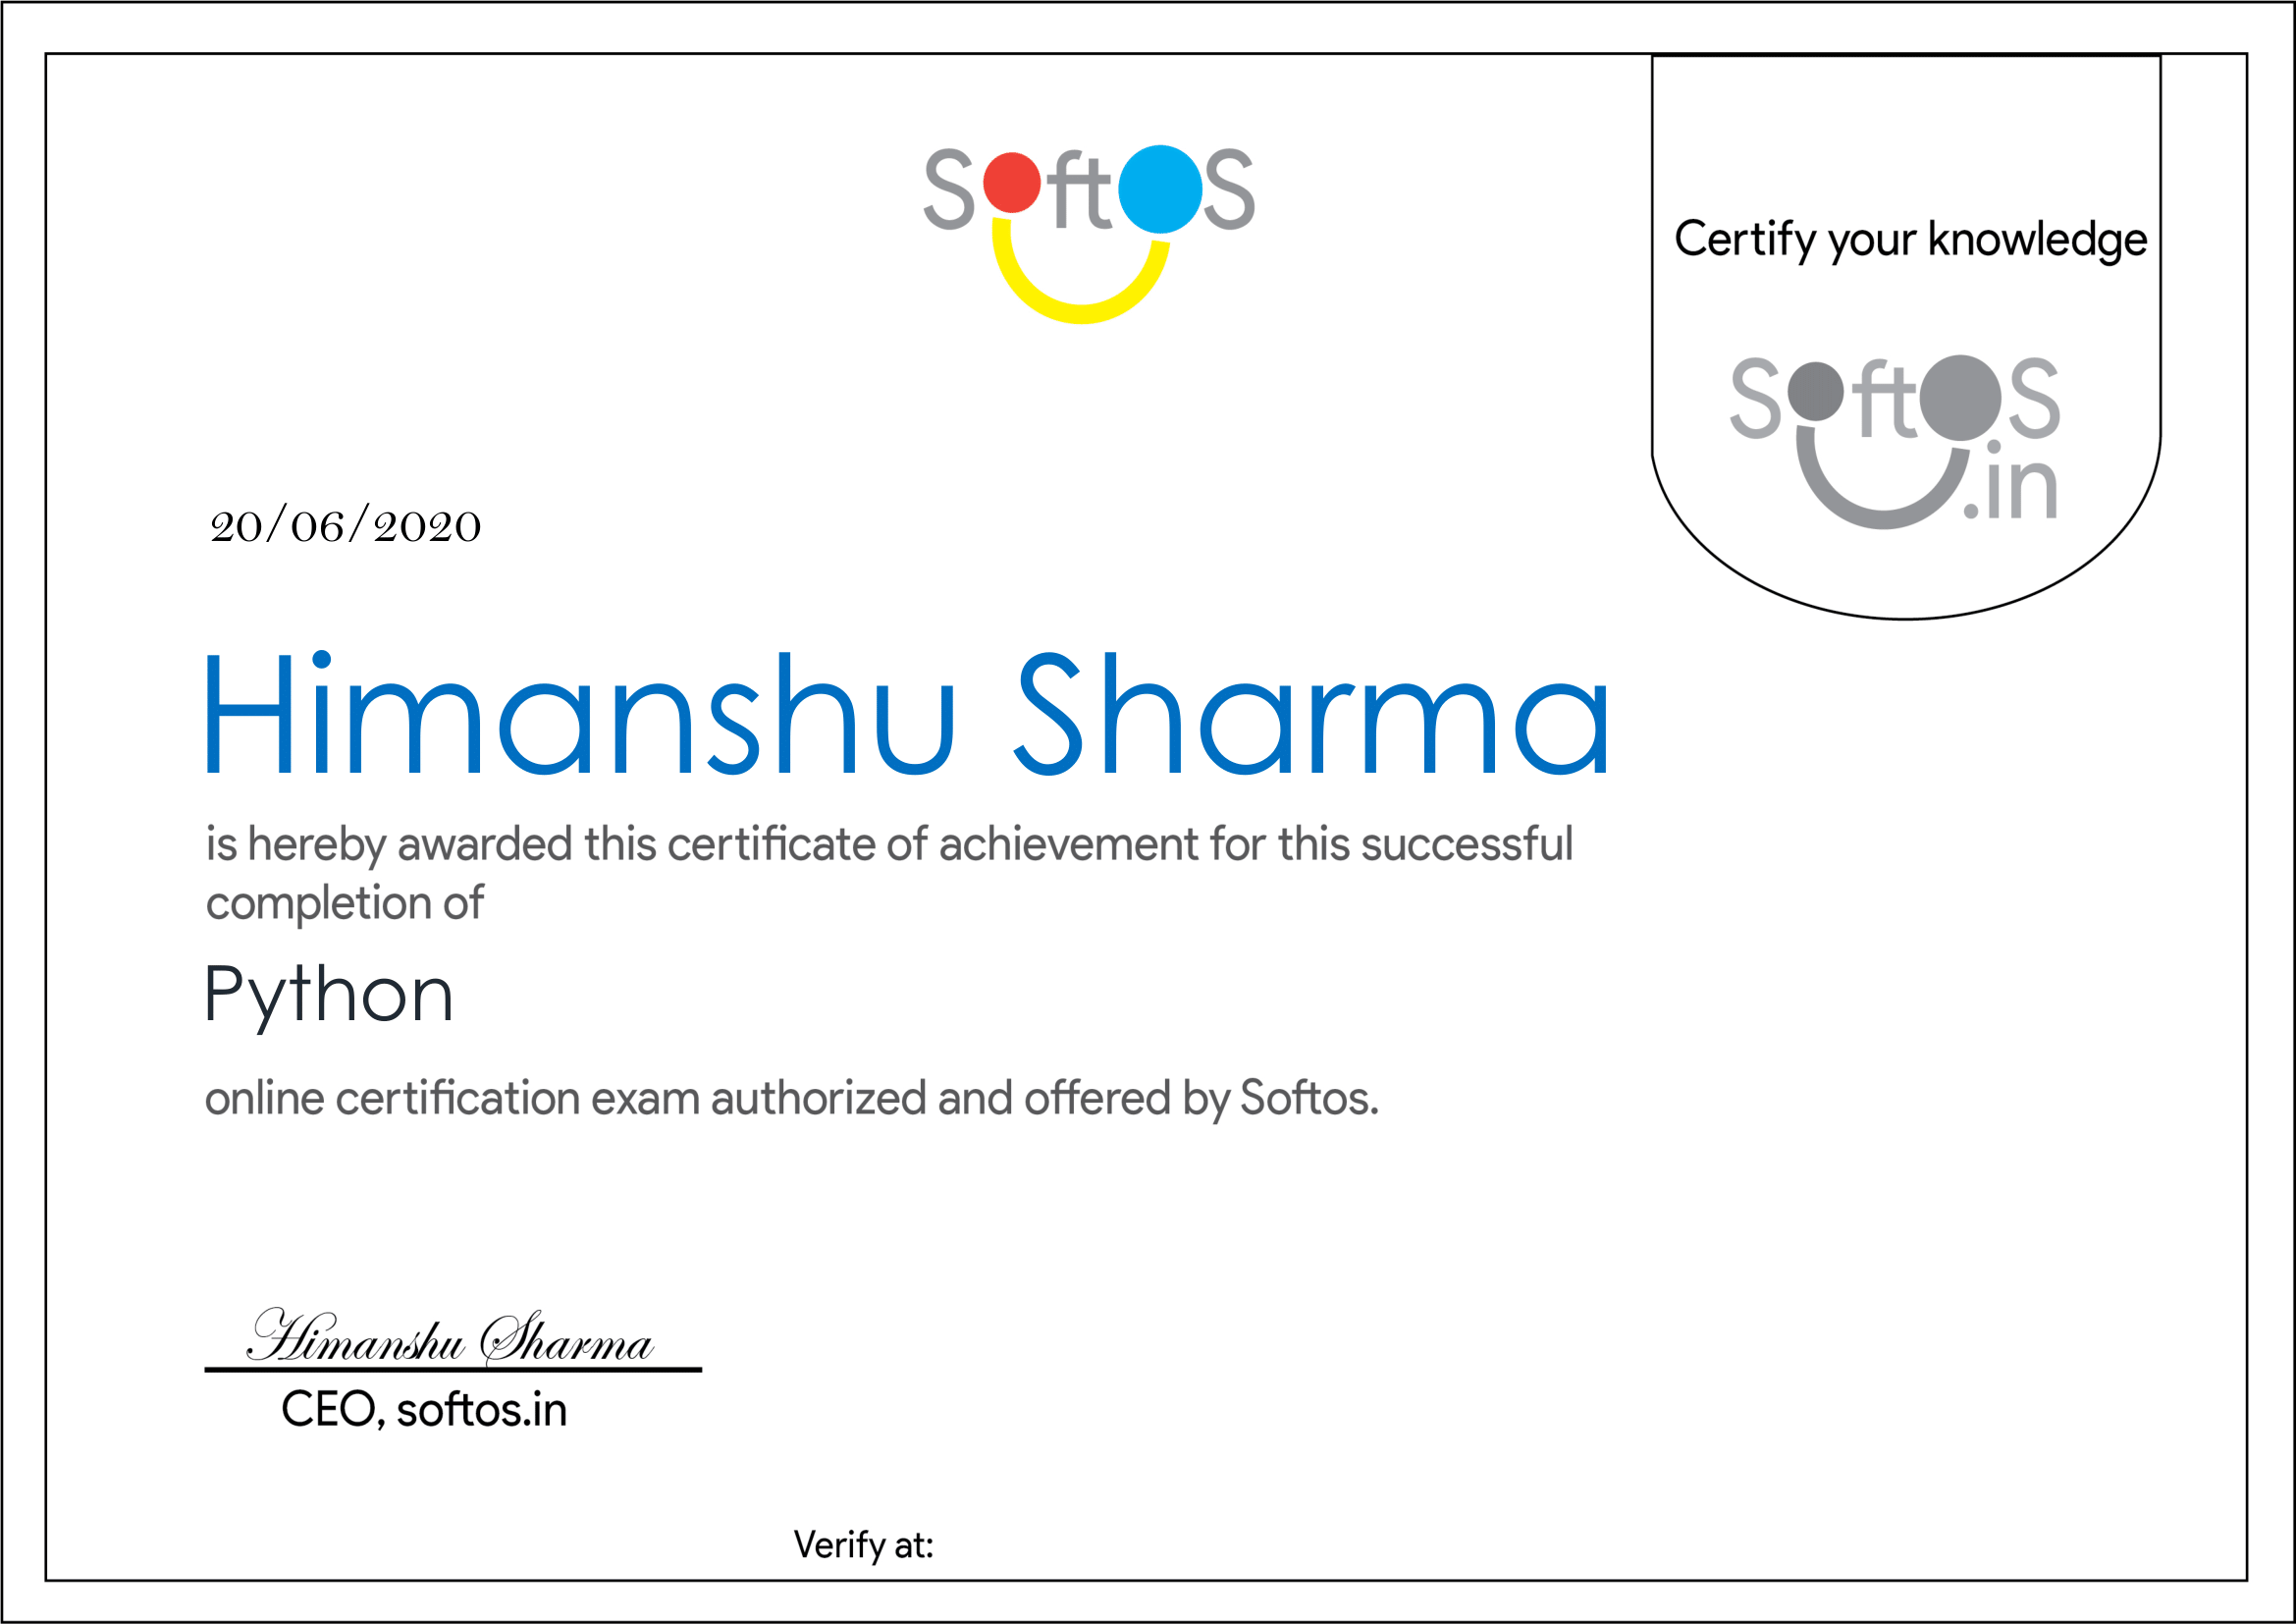 SoftOS
Certify your knowledge
SoftOS
.in
20/06/2020
Himanshu Sharma
is hereby awarded this certificate of achievement for this successful
completion of
Python
online certification exam authorized and offered by Softos.
Himanshu Sharma
CEO, softos.in
Verify at: